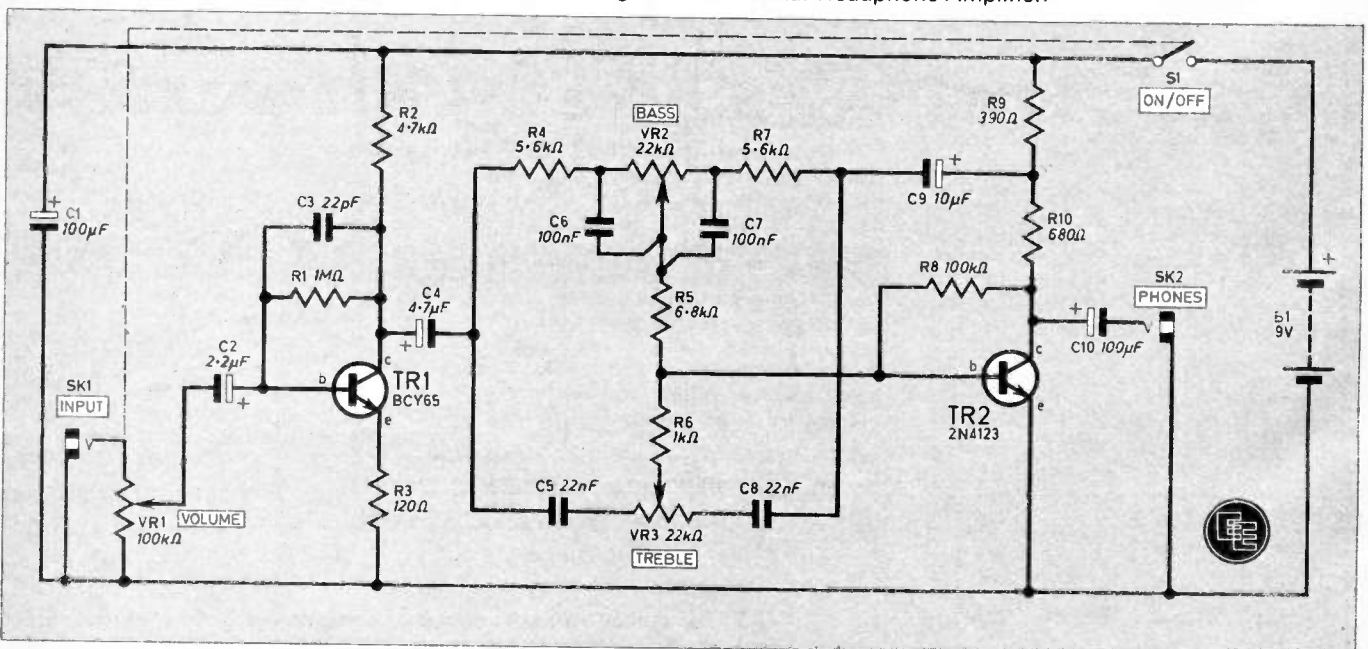 Headphone Amplifier.
S1
ON/OFF
R2
4·7kΩ
R9
390Ω
BASS
VR2
22kΩ
R4
5·6kΩ
R7
5·6kΩ
C1
100μF
+
C3 22pF
C6
100nF
C7
100nF
C9 10μF
+
R10
680Ω
R1 1MΩ
C4
4·7μF
+
R5
6·8kΩ
R8 100kΩ
SK2
PHONES
+
C10 100μF
+
B1
9V
C2
2·2μF
+
b
c
e
TR1
BCY65
SK1
INPUT
b
c
e
TR2
2N4123
R6
1kΩ
VR1
100kΩ
VOLUME
R3
120Ω
C5 22nF
C8 22nF
VR3 22kΩ
TREBLE
EE